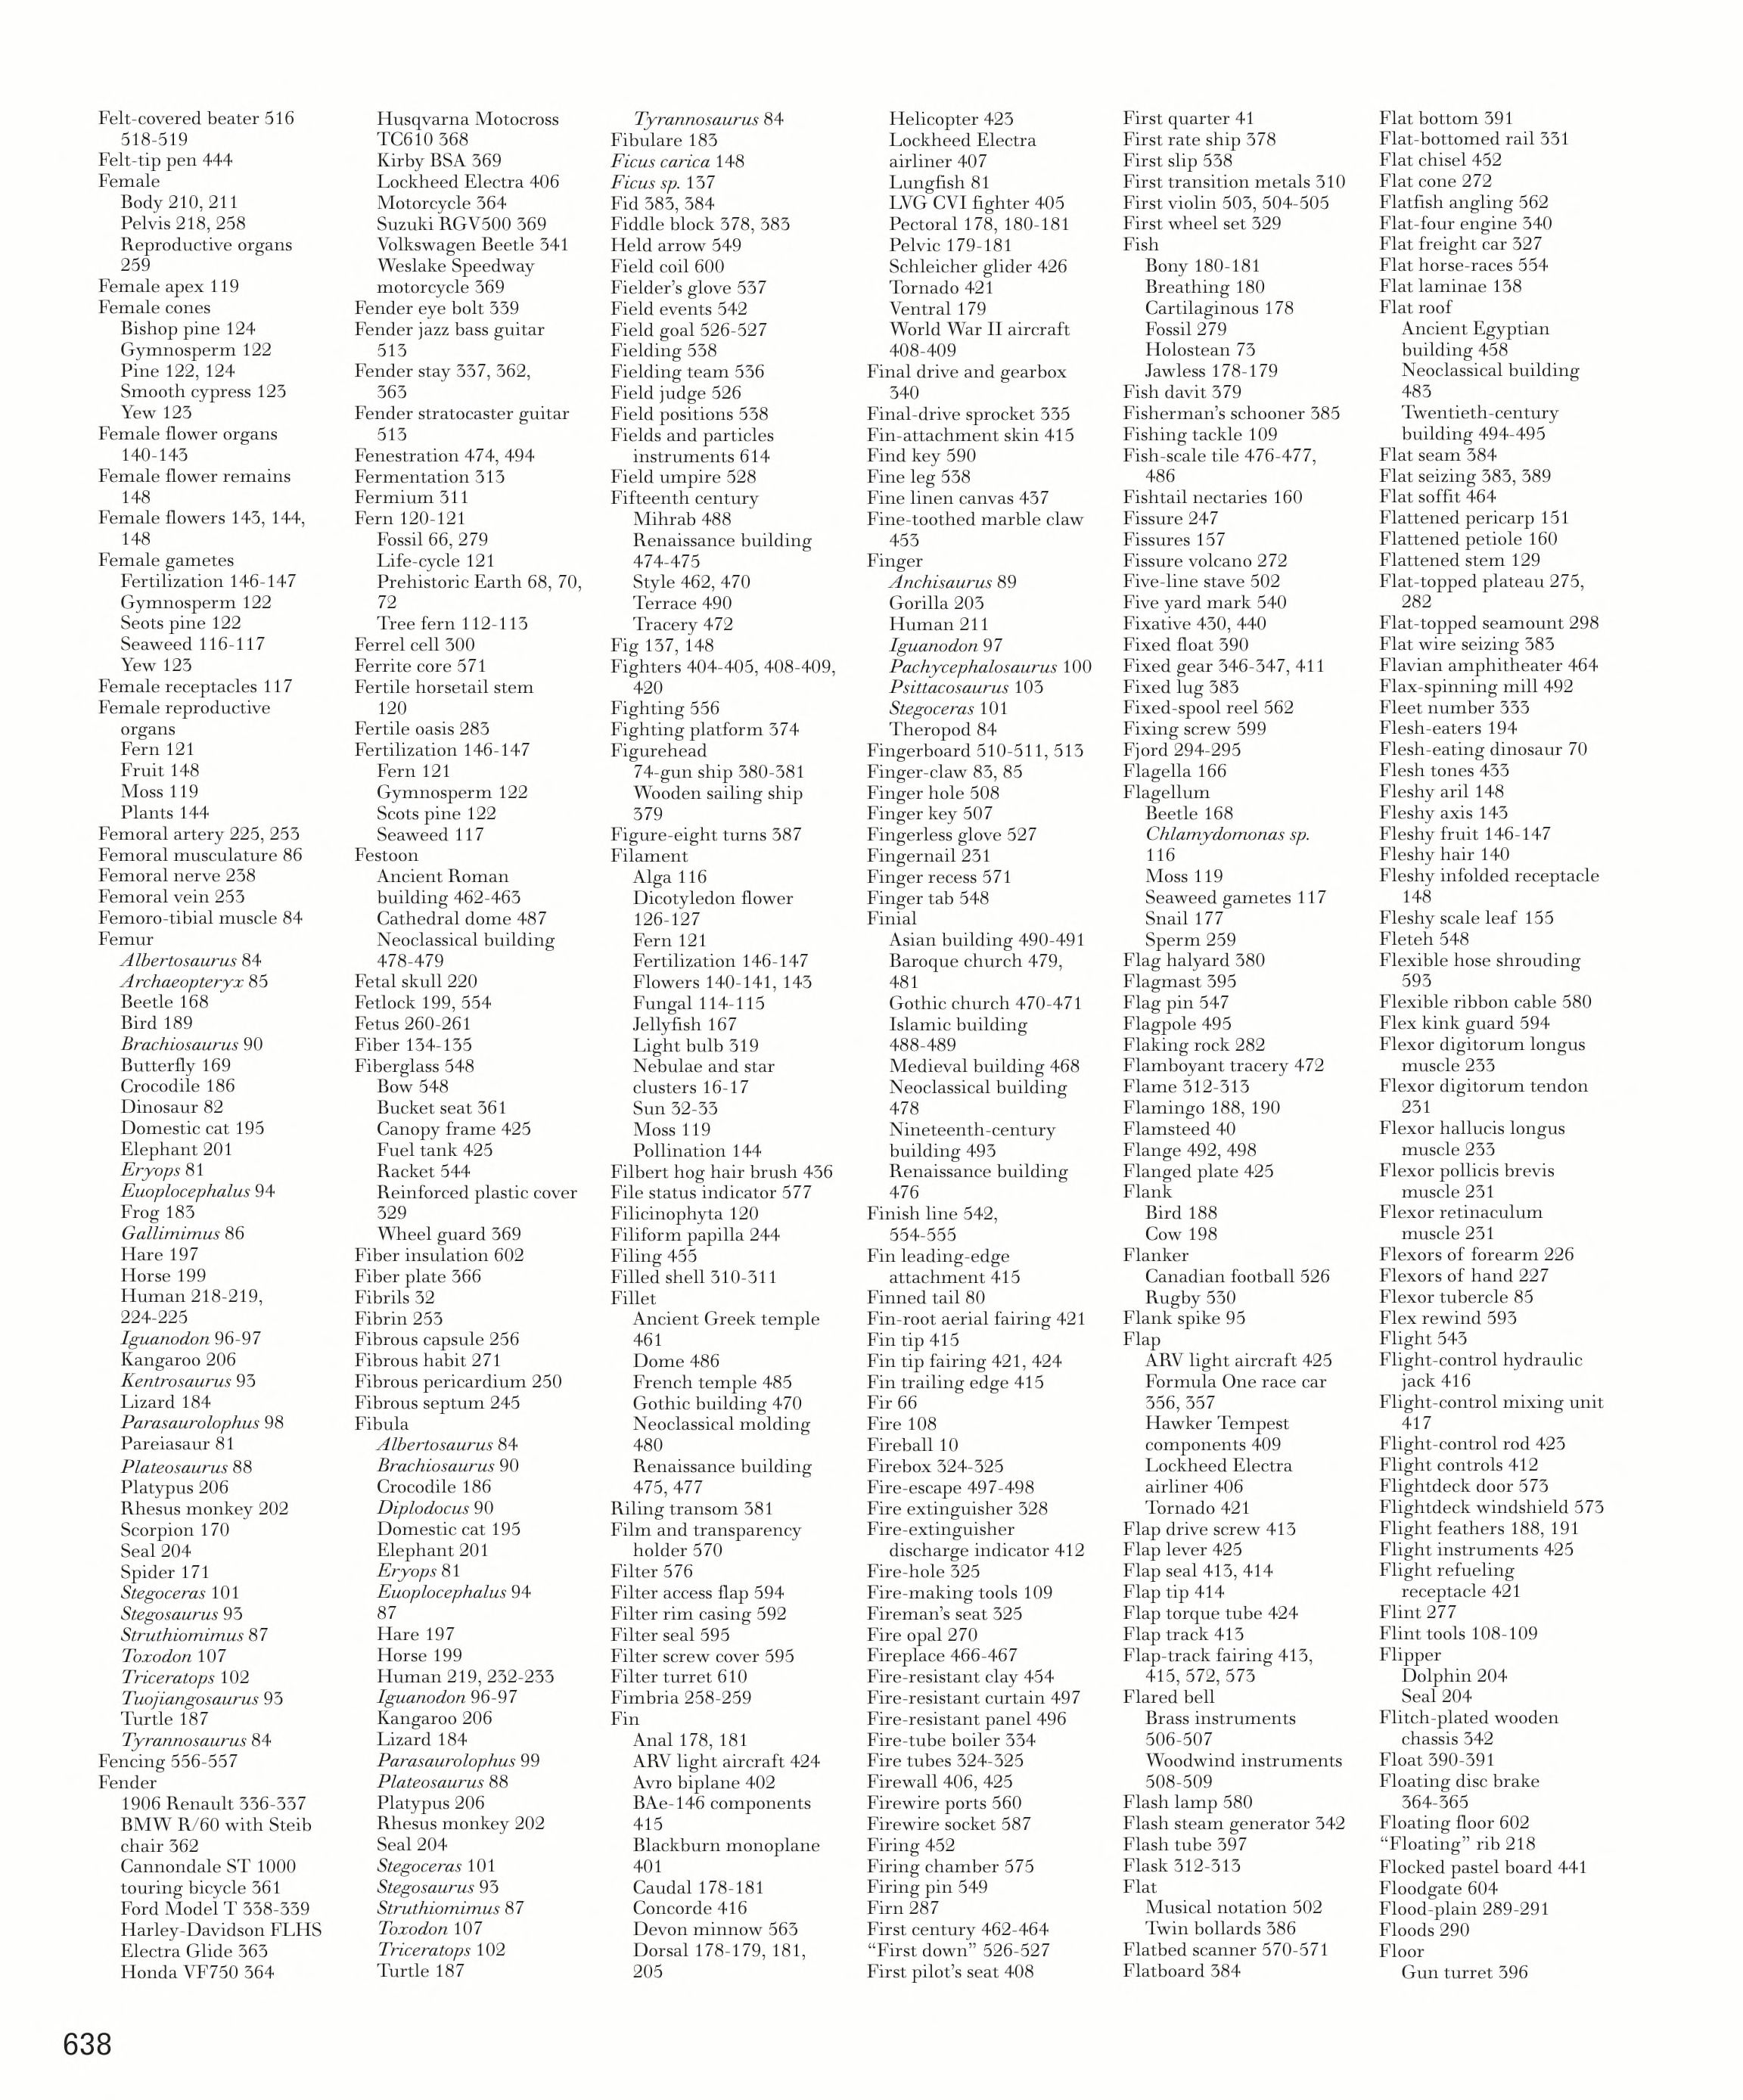 Felt-covered beater 516
518-519
Felt-tip pen 444
Female
Body 210, 211
Pelvis 218, 258
Reproductive organs
259
Female apex 119
Female cones
Bishop pine 124
Gymnosperm 122
Pine 122, 124
Smooth cypress 123
Yew 123
Female flower organs
140-143
Female flower remains
148
Female flowers 143, 144,
148
Female gametes
Fertilization 146-147
Gymnosperm 122
Seots pine 122
Seaweed 116-117
Yew 123
Female receptacles 117
Female reproductive
organs
Fern 121
Fruit 148
Moss 119
Plants 144
Femoral artery 225, 253
Femoral musculature 86
Femoral nerve 238
Femoral vein 253
Femoro-tibial muscle 84
Femur
Albertosaurus 84
Archaeopteryx 85
Beetle 168
Bird 189
Brachiosaurus 90
Butterfly 169
Crocodile 186
Dinosaur 82
Domestic cat 195
Elephant 201
Eryops 81
Euoplocephalus 94
Frog 183
Gallimimus 86
Hare 197
Horse 199
Human 218-219,
224-225
Iguanodon 96-97
Kangaroo 206
Kentrosaurus 93
Lizard 184
Parasaurolophus 98
Pareiasaur 81
Plateosaurus 88
Platypus 206
Rhesus monkey 202
Scorpion 170
Seal 204
Spider 171
Stegoceras 101
Stegosaurus 93
Struthiomimus 87
Toxodon 107
Triceratops 102
Tuojiangosaurus 93
Turtle 187
Tyrannosaurus 84
Fencing 556-557
Fender
1906 Renault 336-337
BMW R/60 with Steib
chair 362
Cannondale ST 1000
touring bicycle 361
Ford Model T 338-339
Harley-Davidson FLHS
Electra Glide 363
Honda VF750 364
Husqvarna Motocross
TC610 368
Kirby BSA 369
Lockheed Electra 406
Motorcycle 364
Suzuki RGV500 369
Volkswagen Beetle 341
Weslake Speedway
motorcycle 369
Fender eye bolt 339
Fender jazz bass guitar
513
Fender stay 337, 362,
363
Fender stratocaster guitar
513
Fenestration 474, 494
Fermentation 313
Fermium 311
Fern 120-121
Fossil 66, 279
Life-cycle 121
Prehistoric Earth 68, 70,
72
Tree fern 112-113
Ferrel cell 300
Ferrite core 571
Fertile horsetail stem
120
Fertile oasis 283
Fertilization 146-147
Fern 121
Gymnosperm 122
Scots pine 122
Seaweed 117
Festoon
Ancient Roman
building 462-463
Cathedral dome 487
Neoclassical building
478-479
Fetal skull 220
Fetlock 199, 554
Fetus 260-261
Fiber 134-135
Fiberglass 548
Bow 548
Bucket seat 361
Canopy frame 425
Fuel tank 425
Racket 544
Reinforced plastic cover
329
Wheel guard 369
Fiber insulation 602
Fiber plate 366
Fibrils 32
Fibrin 253
Fibrous capsule 256
Fibrous habit 271
Fibrous pericardium 250
Fibrous septum 245
Fibula
Albertosaurus 84
Brachiosaurus 90
Crocodile 186
Diplodocus 90
Domestic cat 195
Elephant 201
Eryops 81
Euoplocephalus 94
87
Hare 197
Horse 199
Human 219, 232-233
Iguanodon 96-97
Kangaroo 206
Lizard 184
Parasaurolophus 99
Plateosaurus 88
Platypus 206
Rhesus monkey 202
Seal 204
Stegoceras 101
Stegosaurus 93
Struthiomimus 87
Toxodon 107
Triceratops 102
Turtle 187
Tyrannosaurus 84
Fibulare 183
Ficus carica 148
Ficus sp. 137
Fid 383, 384
Fiddle block 378, 383
Held arrow 549
Field coil 600
Fielder's glove 537
Field events 542
Field goal 526-527
Fielding 538
Fielding team 536
Field judge 526
Field positions 538
Fields and particles
instruments 614
Field umpire 528
Fifteenth century
Mihrab 488
Renaissance building
474-475
Style 462, 470
Terrace 490
Tracery 472
Fig 137, 148
Fighters 404-405, 408-409,
420
Fighting 556
Fighting platform 374
Figurehead
74-gun ship 380-381
Wooden sailing ship
379
Figure-eight turns 387
Filament
Alga 116
Dicotyledon flower
126-127
Fern 121
Fertilization 146-147
Flowers 140-141, 143
Fungal 114-115
Jellyfish 167
Light bulb 319
Nebulae and star
clusters 16-17
Sun 32-33
Moss 119
Pollination 144
Filbert hog hair brush 436
File status indicator 577
Filicinophyta 120
Filiform papilla 244
Filing 455
Filled shell 310-311
Fillet
Ancient Greek temple
461
Dome 486
French temple 485
Gothic building 470
Neoclassical molding
480
Renaissance building
475, 477
Riling transom 381
Film and transparency
holder 570
Filter 576
Filter access flap 594
Filter rim casing 592
Filter seal 595
Filter screw cover 595
Filter turret 610
Fimbria 258-259
Fin
Anal 178, 181
ARV light aircraft 424
Avro biplane 402
BAe-146 components
415
Blackburn monoplane
401
Caudal 178-181
Concorde 416
Devon minnow 563
Dorsal 178-179, 181,
205
Helicopter 423
Lockheed Electra
airliner 407
Lungfish 81
LVG CVI fighter 405
Pectoral 178, 180-181
Pelvic 179-181
Schleicher glider 426
Tornado 421
Ventral 179
World War II aircraft
408-409
Final drive and gearbox
340
Final-drive sprocket 335
Fin-attachment skin 415
Find key 590
Fine leg 538
Fine linen canvas 437
Fine-toothed marble claw
453
Finger
Anchisaurus 89
Gorilla 203
Human 211
Iguanodon 97
Pachycephalosaurus 100
Psittacosaurus 103
Stegoceras 101
Theropod 84
Fingerboard 510-511, 513
Finger-claw 83, 85
Finger hole 508
Finger key 507
Fingerless glove 527
Fingernail 231
Finger recess 571
Finger tab 548
Finial
Asian building 490-491
Baroque church 479,
481
Gothic church 470-471
Islamic building
488-489
Medieval building 468
Neoclassical building
478
Nineteenth-century
building 493
Renaissance building
476
Finish line 542,
554-555
Fin leading-edge
attachment 415
Finned tail 80
Fin-root aerial fairing 421
Fin tip 415
Fin tip fairing 421, 424
Fin trailing edge 415
Fir 66
Fire 108
Fireball 10
Firebox 324-325
Fire-escape 497-498
Fire extinguisher 328
Fire-extinguisher
discharge indicator 412
Fire-hole 325
Fire-making tools 109
Fireman's seat 325
Fire opal 270
Fireplace 466-467
Fire-resistant clay 454
Fire-resistant curtain 497
Fire-resistant panel 496
Fire-tube boiler 334
Fire tubes 324-325
Firewall 406, 425
Firewire ports 560
Firewire socket 587
Firing 452
Firing chamber 575
Firing pin 549
Firn 287
First century 462-464
“First down” 526-527
First pilot's seat 408
First quarter 41
First rate ship 378
First slip 538
First transition metals 310
First violin 503, 504-505
First wheel set 329
Fish
Bony 180-181
Breathing 180
Cartilaginous 178
Fossil 279
Holostean 73
Jawless 178-179
Fish davit 379
Fisherman's schooner 385
Fishing tackle 109
Fish-scale tile 476-477,
486
Fishtail nectaries 160
Fissure 247
Fissures 157
Fissure volcano 272
Five-line stave 502
Five yard mark 540
Fixative 430, 440
Fixed float 390
Fixed gear 346-347, 411
Fixed lug 383
Fixed-spool reel 562
Fixing screw 599
Fjord 294-295
Flagella 166
Flagellum
Beetle 168
Chlamydomonas sp.
116
Moss 119
Seaweed gametes 117
Snail 177
Sperm 259
Flag halyard 380
Flagmast 395
Flag pin 547
Flagpole 495
Flaking rock 282
Flamboyant tracery 472
Flame 312-313
Flamingo 188, 190
Flamsteed 40
Flange 492, 498
Flanged plate 425
Flank
Bird 188
Cow 198
Flanker
Canadian football 526
Rugby 530
Flank spike 95
Flap
ARV light aircraft 425
Formula One race car
356, 357
Hawker Tempest
components 409
Lockheed Electra
airliner 406
Tornado 421
Flap drive screw 413
Flap lever 425
Flap seal 413, 414
Flap tip 414
Flap torque tube 424
Flap track 413
Flap-track fairing 413,
415, 572, 573
Flared bell
Brass instruments
506-507
Woodwind instruments
508-509
Flash lamp 580
Flash steam generator 342
Flash tube 397
Flask 312-313
Flat
Musical notation 502
Twin bollards 386
Flatbed scanner 570-571
Flatboard 384
Flat bottom 391
Flat-bottomed rail 331
Flat chisel 452
Flat cone 272
Flatfish angling 562
Flat-four engine 340
Flat freight car 327
Flat horse-races 554
Flat laminae 138
Flat roof
Ancient Egyptian
building 458
Neoclassical building
483
Twentieth-century
building 494-495
Flat seam 384
Flat seizing 383, 389
Flat soffit 464
Flattened pericarp 151
Flattened petiole 160
Flattened stem 129
Flat-topped plateau 275,
282
Flat-topped seamount 298
Flat wire seizing 383
Flavian amphitheater 464
Flax-spinning mill 492
Fleet number 333
Flesh-eaters 194
Flesh-eating dinosaur 70
Flesh tones 433
Fleshy aril 148
Fleshy axis 143
Fleshy fruit 146-147
Fleshy hair 140
Fleshy infolded receptacle
148
Fleshy scale leaf 155
Fleteh 548
Flexible hose shrouding
593
Flexible ribbon cable 580
Flex kink guard 594
Flexor digitorum longus
muscle 233
Flexor digitorum tendon
231
Flexor hallucis longus
muscle 233
Flexor pollicis brevis
muscle 231
Flexor retinaculum
muscle 231
Flexors of forearm 226
Flexors of hand 227
Flexor tubercle 85
Flex rewind 593
Flight 543
Flight-control hydraulic
jack 416
Flight-control mixing unit
417
Flight-control rod 423
Flight controls 412
Flightdeck door 573
Flightdeck windshield 573
Flight feathers 188, 191
Flight instruments 425
Flight refueling
receptacle 421
Flint 277
Flint tools 108-109
Flipper
Dolphin 204
Seal 204
Flitch-plated wooden
chassis 342
Float 390-391
Floating disc brake
364-365
Floating floor 602
“Floating” rib 218
Flocked pastel board 441
Floodgate 604
Flood-plain 289-291
Floods 290
Floor
Gun turret 396
638